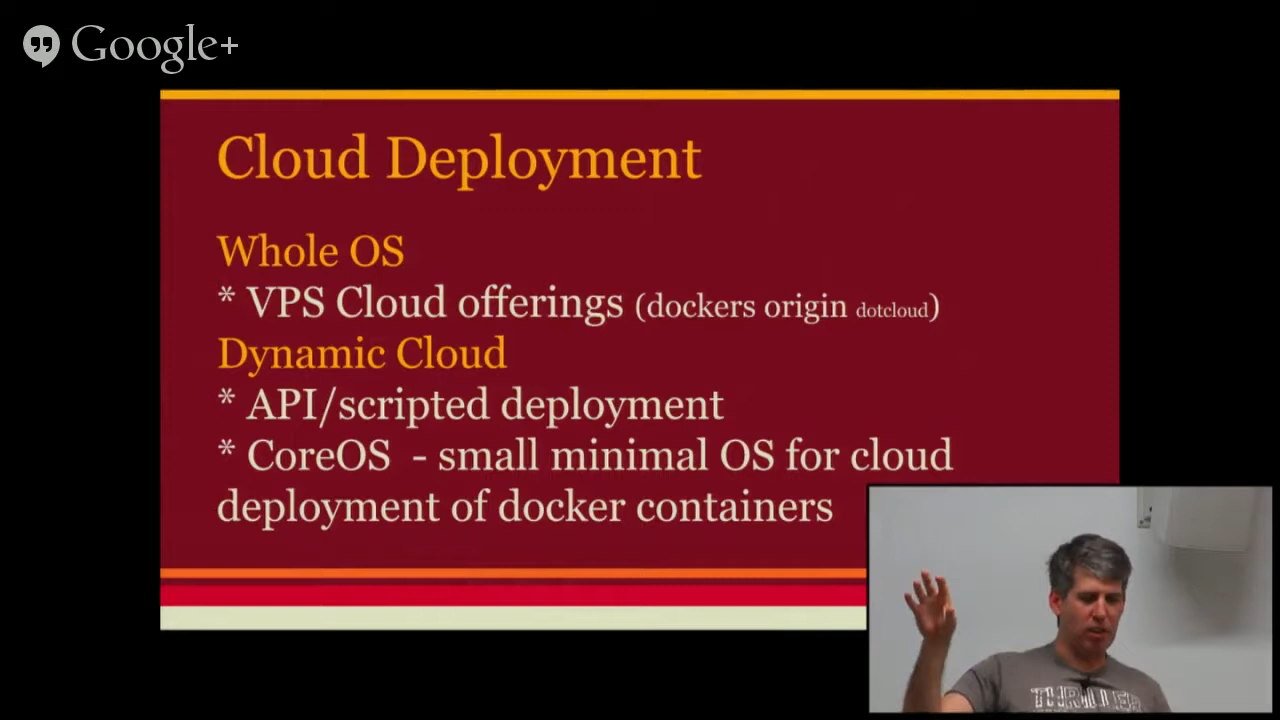 Google+
Cloud Deployment
Whole OS
* VPS Cloud offerings (dockers origin dotcloud)
Dynamic Cloud
* API/scripted deployment
* CoreOS - small minimal OS for cloud
deployment of docker containers
THRILLER